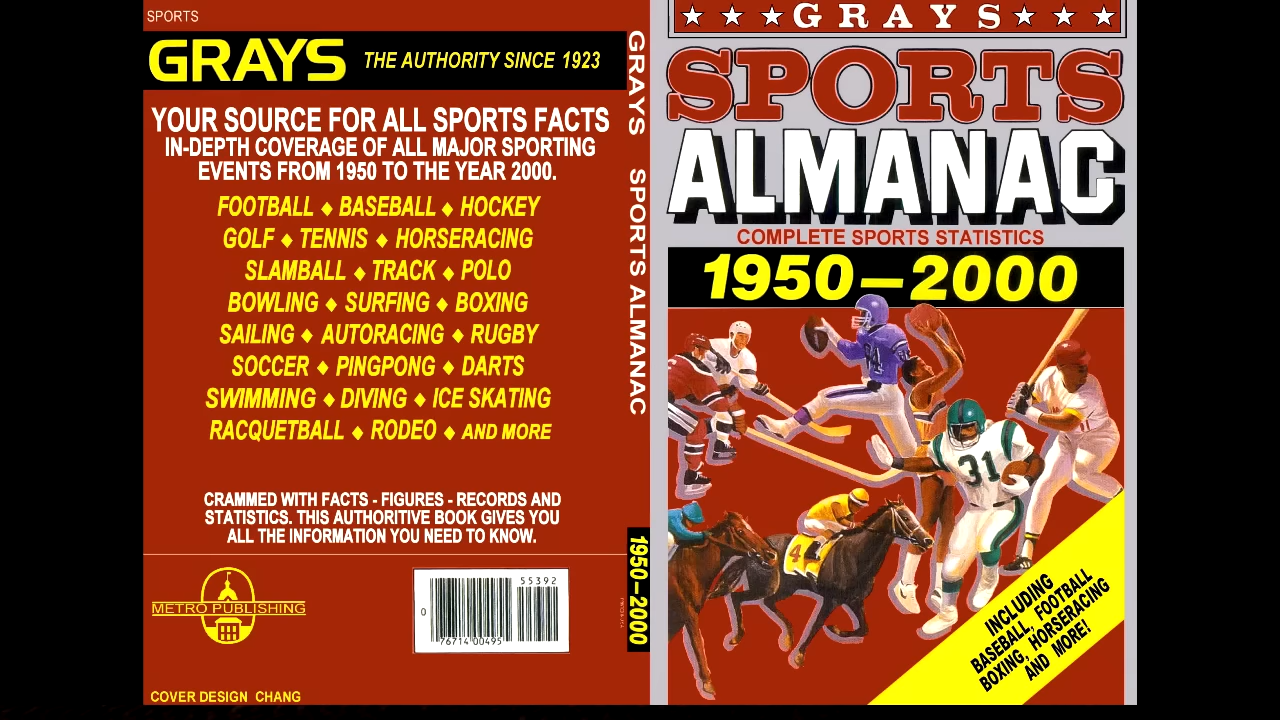 SPORTS
GRAYS THE AUTHORITY SINCE 1923
YOUR SOURCE FOR ALL SPORTS FACTS
IN-DEPTH COVERAGE OF ALL MAJOR SPORTING
EVENTS FROM 1950 TO THE YEAR 2000.
FOOTBALL ♦ BASEBALL ♦ HOCKEY
GOLF ♦ TENNIS ♦ HORSERACING
SLAMBALL ♦ TRACK ♦ POLO
BOWLING ♦ SURFING ♦ BOXING
SAILING ♦ AUTORACING ♦ RUGBY
SOCCER ♦ PINGPONG ♦ DARTS
SWIMMING ♦ DIVING ♦ ICE SKATING
RACQUETBALL ♦ RODEO ♦ AND MORE
CRAMMED WITH FACTS - FIGURES - RECORDS AND
STATISTICS. THIS AUTHORITIVE BOOK GIVES YOU
ALL THE INFORMATION YOU NEED TO KNOW.
METRO PUBLISHING
55392
0
76714 00495
COVER DESIGN CHANG
GRAYS SPORTS ALMANAC
1950-2000
★ ★ ★ GRAYS ★ ★ ★
SPORTS
ALMANAC
COMPLETE SPORTS STATISTICS
1950-2000
84
31
4
INCLUDING
BASEBALL, FOOTBALL
BOXING, HORSERACING
AND MORE!